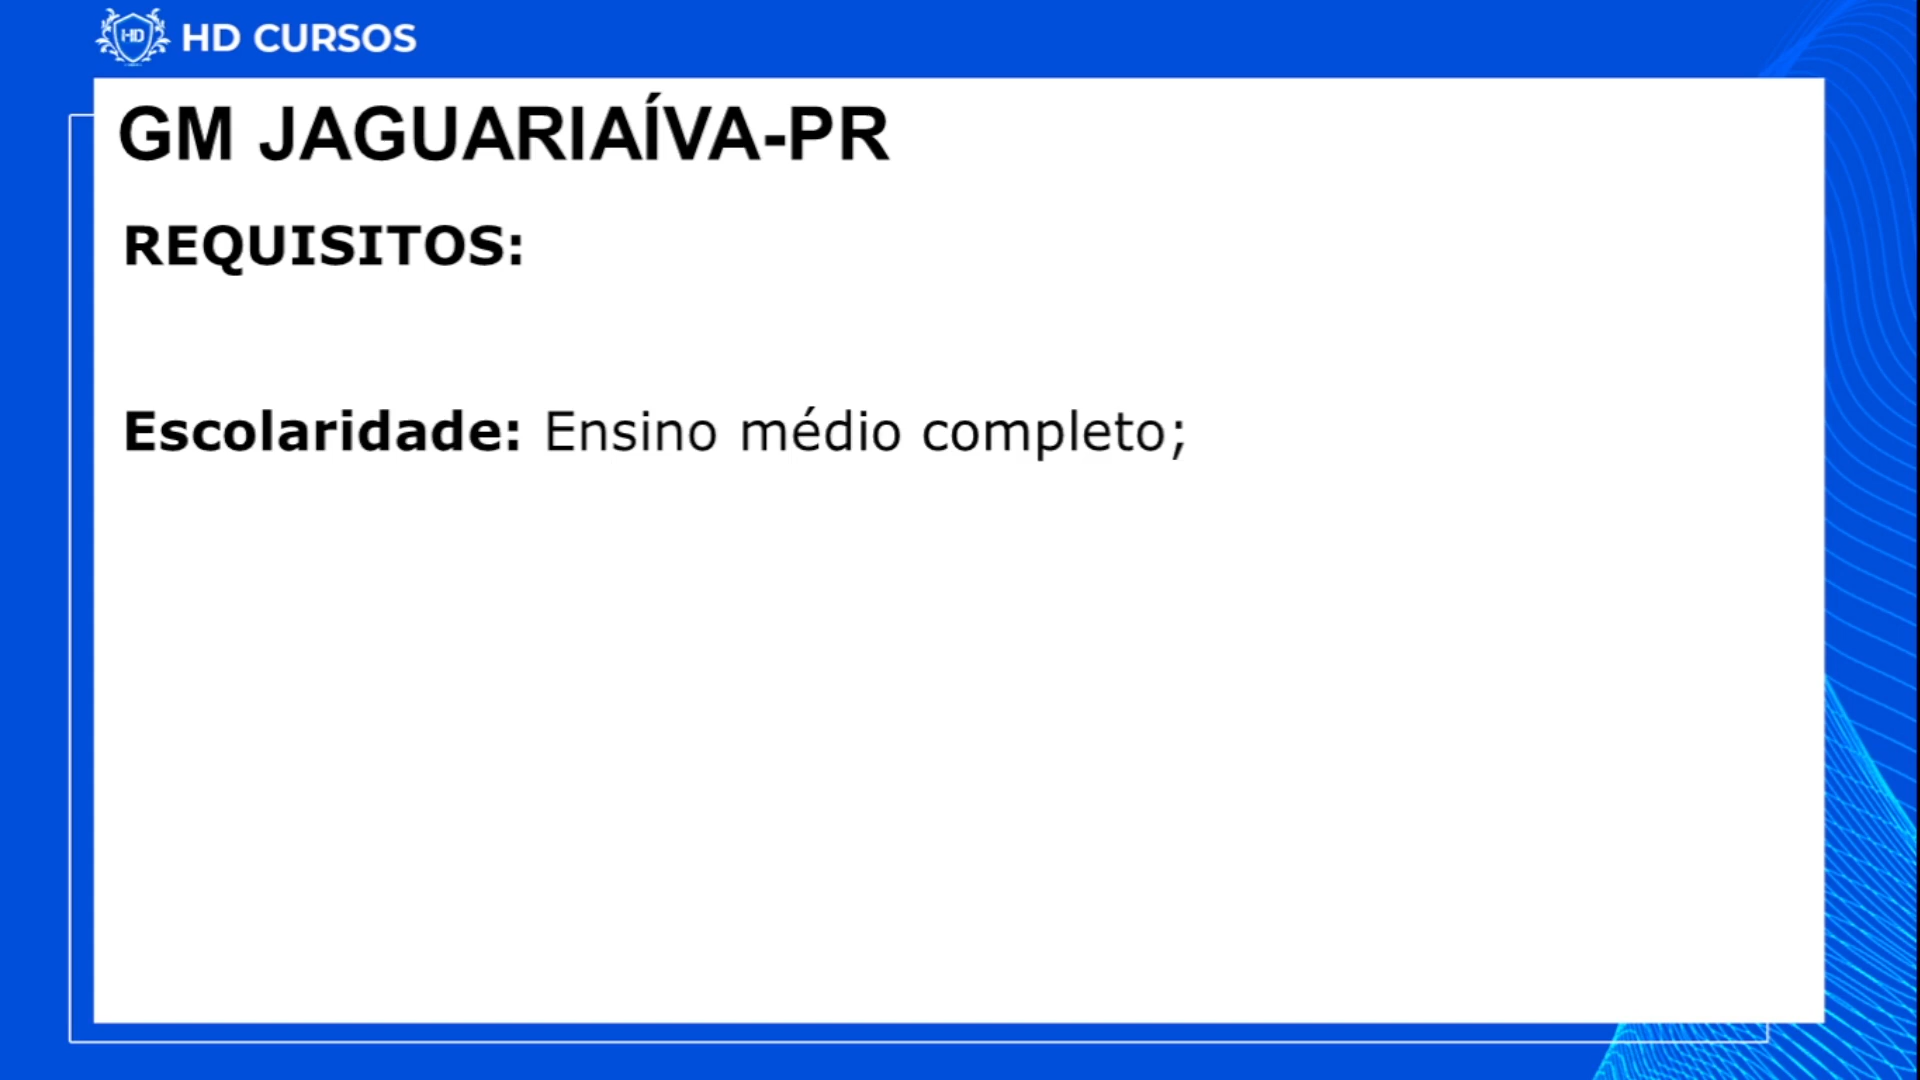 HD CURSOS
GM JAGUARIAÍVA-PR
REQUISITOS:
Escolaridade: Ensino médio completo;